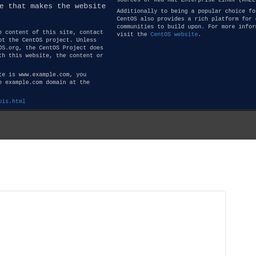 e that makes the website
content of this site, contact
ot the CentOS project. Unless
OS.org, the CentOS Project does
th this website, the content or
te is www.example.com, you
example.com domain at the
Additionally to being a popular choice fo
CentOS also provides a rich platform for
communities to build upon. For more infor
visit the CentOS website.